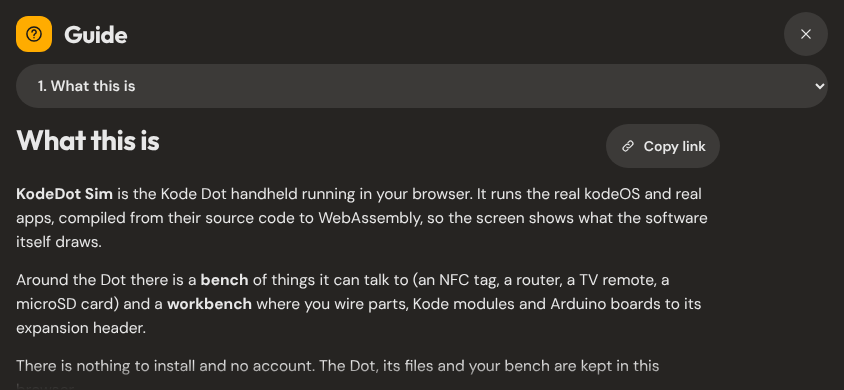 Guide
1. What this is
What this is
Copy link
KodeDot Sim is the Kode Dot handheld running in your browser. It runs the real kodeOS and real
apps, compiled from their source code to WebAssembly, so the screen shows what the software
itself draws.
Around the Dot there is a bench of things it can talk to (an NFC tag, a router, a TV remote, a
microSD card) and a workbench where you wire parts, Kode modules and Arduino boards to its
expansion header.
There is nothing to install and no account. The Dot, its files and your bench are kept in this